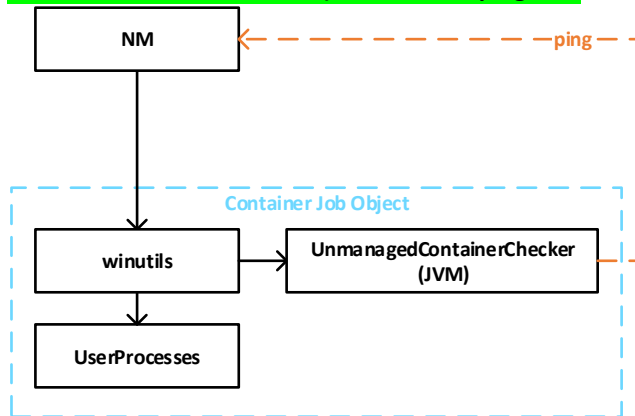 NM
ping
Container Job Object
winutils
UnmanagedContainerChecker
(JVM)
UserProcesses